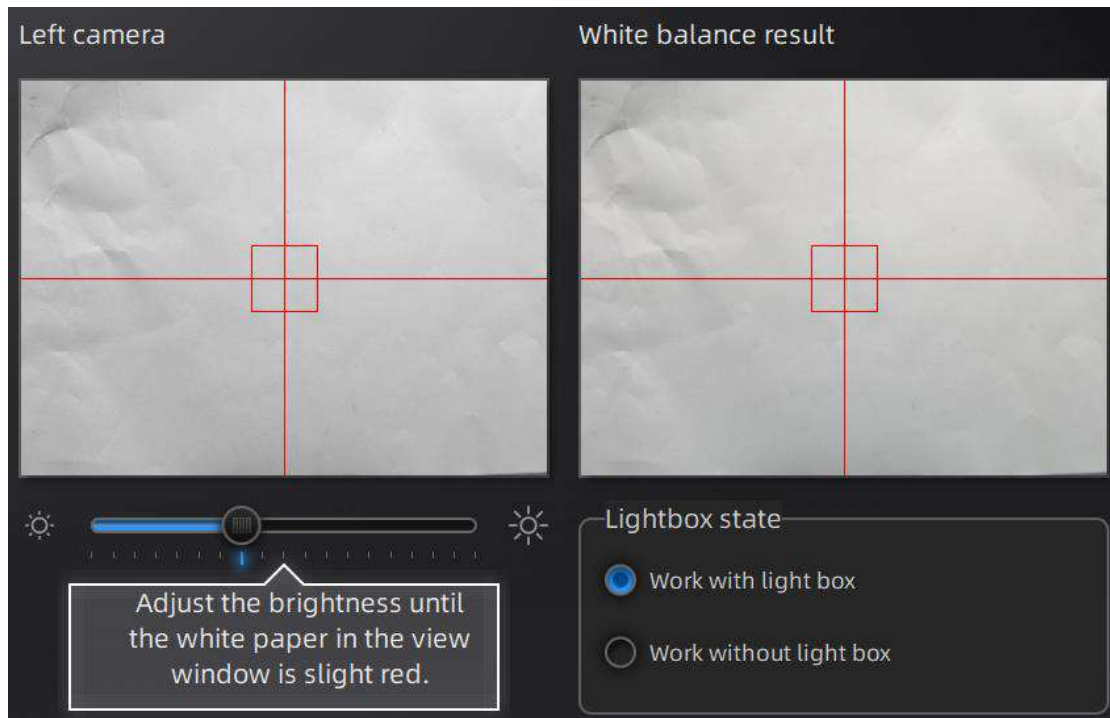 Left camera
White balance result
Adjust the brightness until
the white paper in the view
window is slight red.
Lightbox state
Work with light box
Work without light box